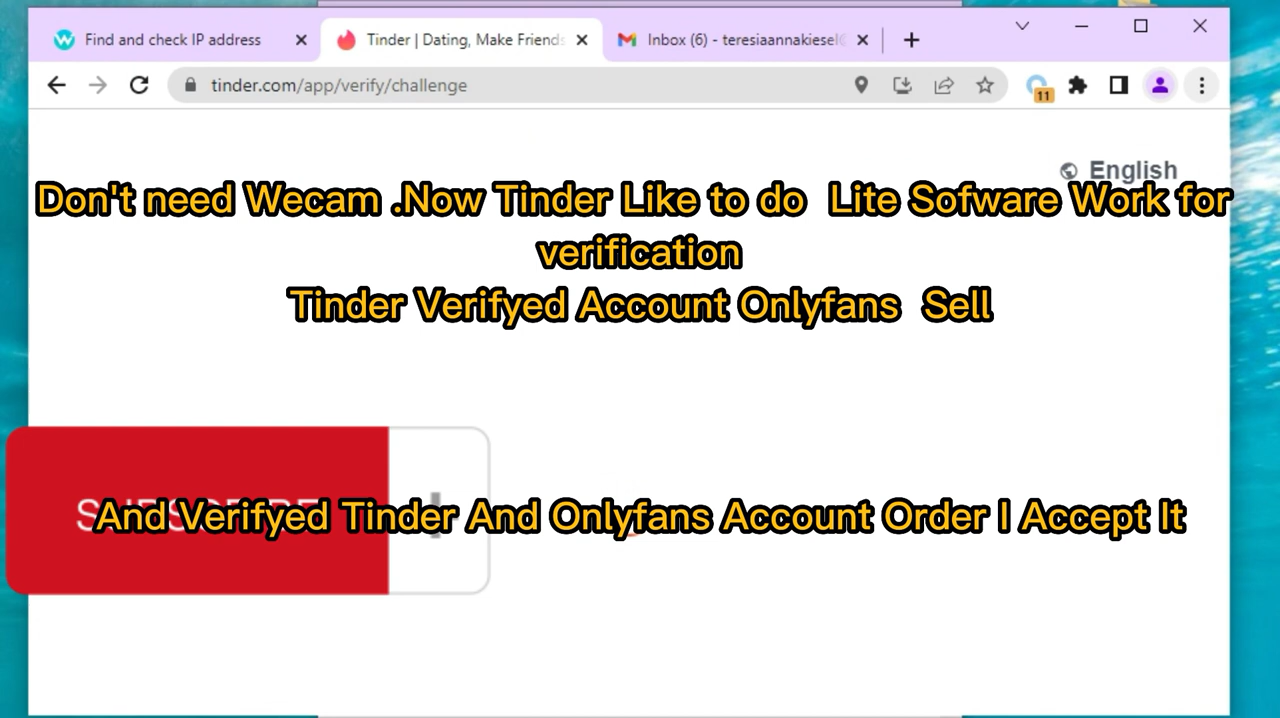 Find and check IP address
Tinder | Dating, Make Friends
Inbox (6) - teresiaannakiesel
tinder.com/app/verify/challenge
11
English
Don't need Wecam .Now Tinder Like to do Lite Sofware Work for
verification
Tinder Verifyed Account Onlyfans Sell
And Verifyed Tinder And Onlyfans Account Order I Accept It